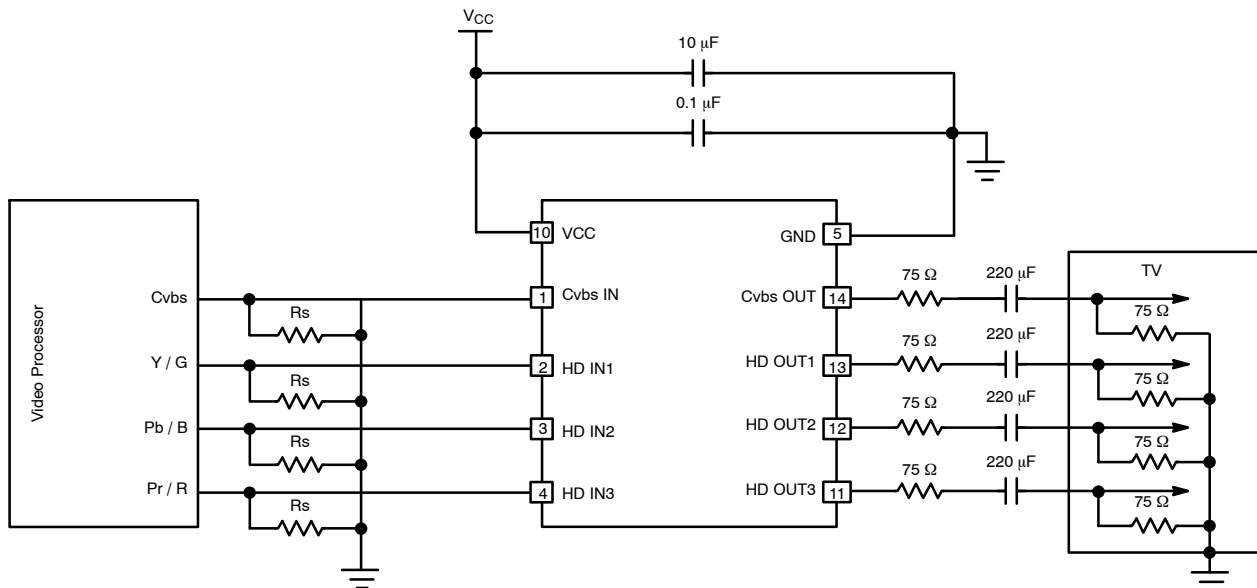 VCC
10 μF
0.1 μF
10 VCC
GND 5
Video Processor
Cvbs
Rs
1 Cvbs IN
Cvbs OUT 14
75 Ω
220 μF
TV
75 Ω
Y / G
Rs
2 HD IN1
HD OUT1 13
75 Ω
220 μF
75 Ω
Pb / B
Rs
3 HD IN2
HD OUT2 12
75 Ω
220 μF
75 Ω
Pr / R
Rs
4 HD IN3
HD OUT3 11
75 Ω
220 μF
75 Ω